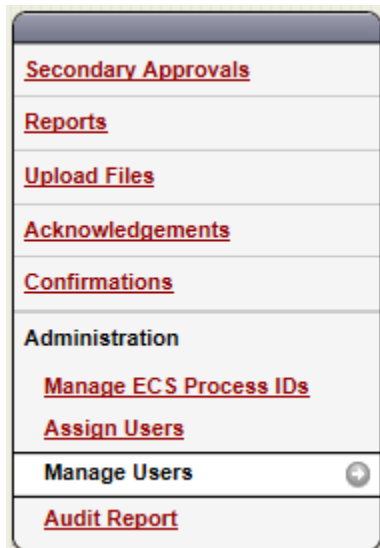 Secondary Approvals
Reports
Upload Files
Acknowledgements
Confirmations
Administration
Manage ECS Process IDs
Assign Users
Manage Users
Audit Report